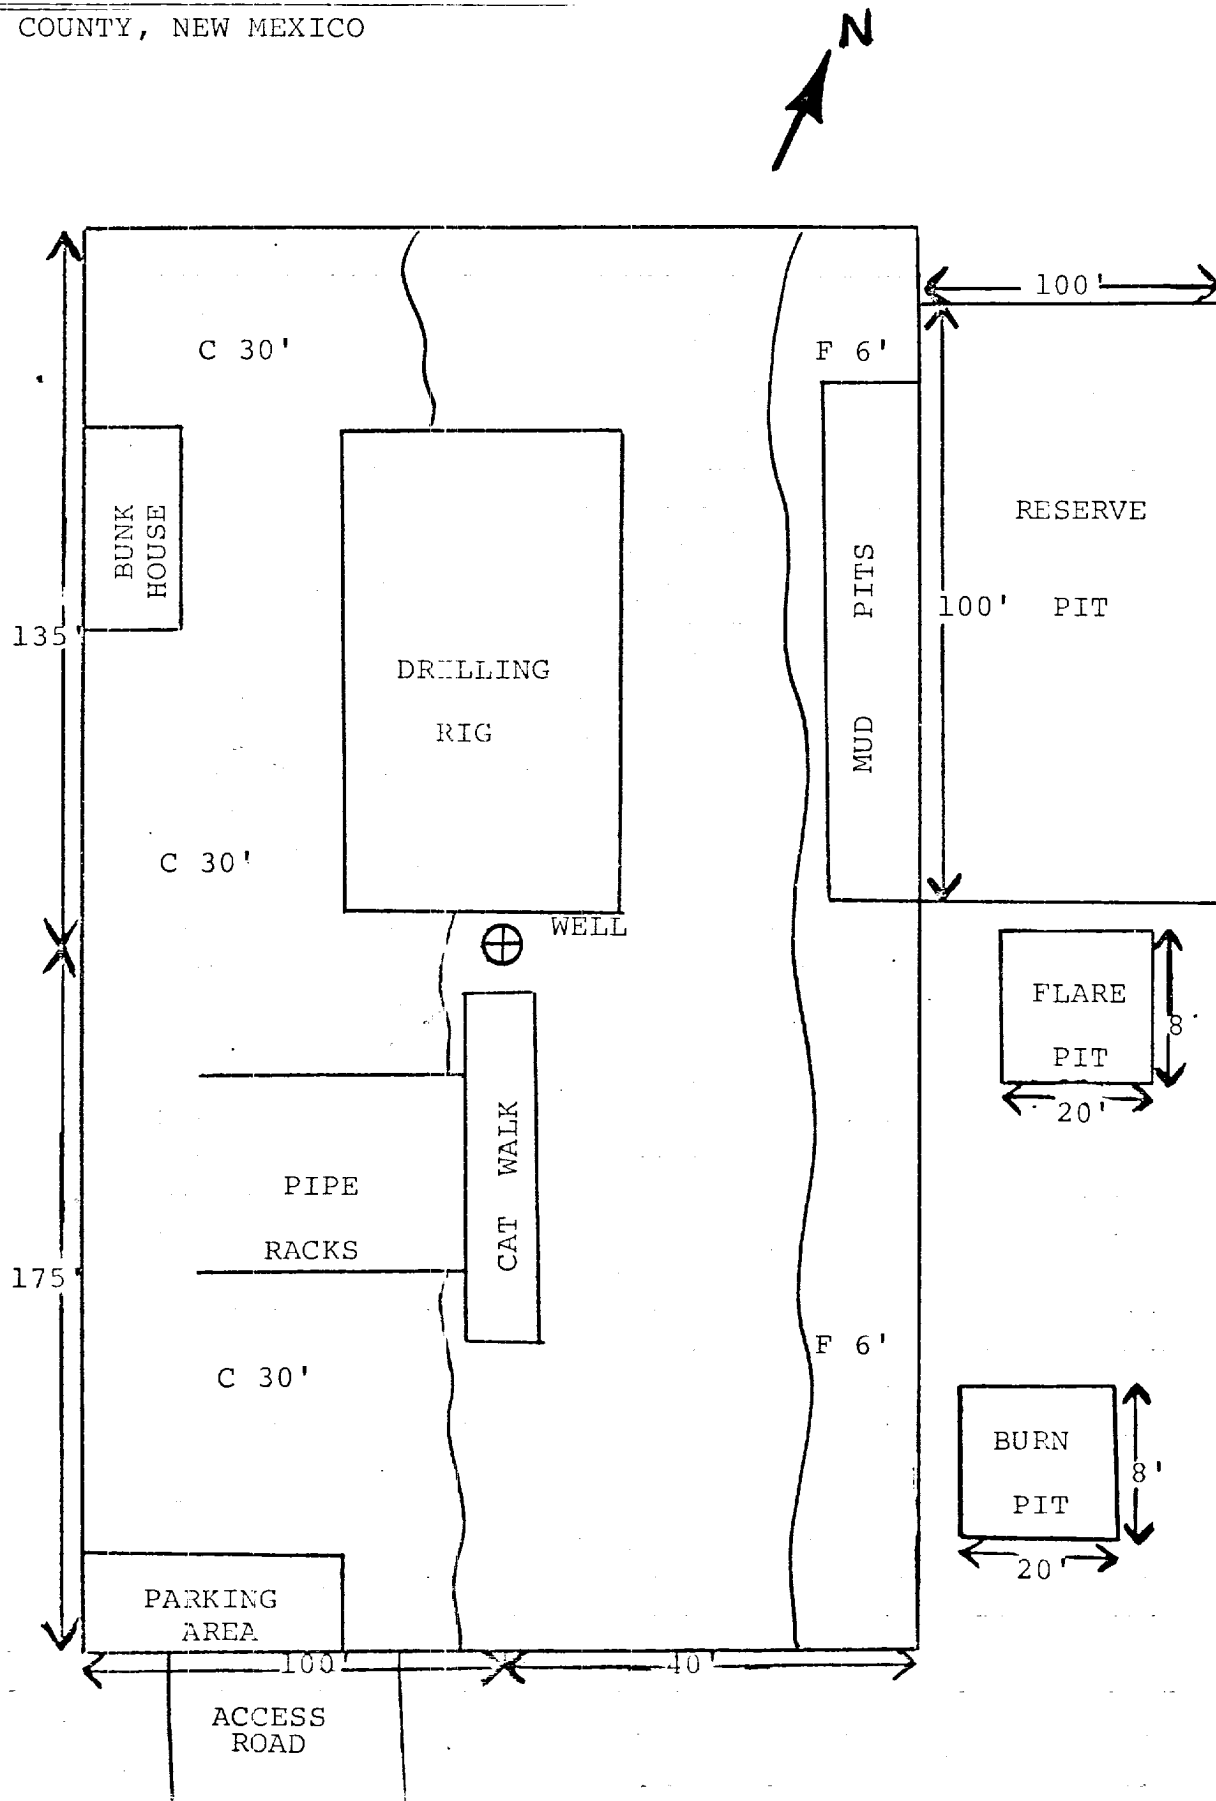 COUNTY, NEW MEXICO
N
100'
C 30'
F 6'
BUNK
HOUSE
RESERVE
PIT
MUD PITS
100'
135'
DRILLING
RIG
C 30'
WELL
FLARE
PIT
8'
20'
CAT WALK
PIPE
RACKS
175'
F 6'
C 30'
BURN
PIT
8'
20'
PARKING
AREA
100'
40'
ACCESS
ROAD